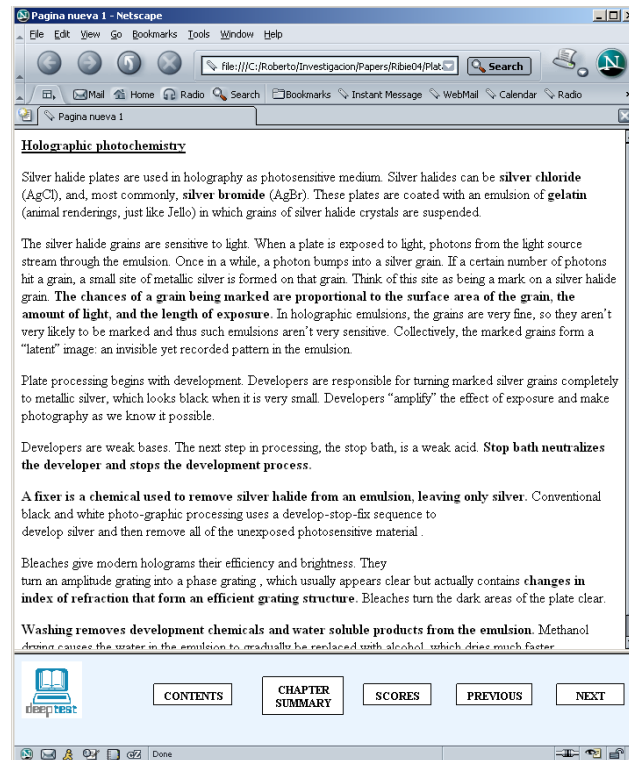 Pagina nueva 1 - Netscape
File Edit View Go Bookmarks Tools Window Help
file:///C:/Roberto/Investigacion/Papers/Ribie04/Plat Search
Mail Home Radio Search Bookmarks Instant Message WebMail Calendar Radio
Pagina nueva 1
Holographic photochemistry
Silver halide plates are used in holography as photosensitive medium. Silver halides can be silver chloride
(AgCl), and, most commonly, silver bromide (AgBr). These plates are coated with an emulsion of gelatin
(animal renderings, just like Jello) in which grains of silver halide crystals are suspended.
The silver halide grains are sensitive to light. When a plate is exposed to light, photons from the light source
stream through the emulsion. Once in a while, a photon bumps into a silver grain. If a certain number of photons
hit a grain, a small site of metallic silver is formed on that grain. Think of this site as being a mark on a silver halide
grain. The chances of a grain being marked are proportional to the surface area of the grain, the
amount of light, and the length of exposure. In holographic emulsions, the grains are very fine, so they aren't
very likely to be marked and thus such emulsions aren't very sensitive. Collectively, the marked grains form a
“latent” image: an invisible yet recorded pattern in the emulsion.
Plate processing begins with development. Developers are responsible for turning marked silver grains completely
to metallic silver, which looks black when it is very small. Developers “amplify” the effect of exposure and make
photography as we know it possible.
Developers are weak bases. The next step in processing, the stop bath, is a weak acid. Stop bath neutralizes
the developer and stops the development process.
A fixer is a chemical used to remove silver halide from an emulsion, leaving only silver. Conventional
black and white photo-graphic processing uses a develop-stop-fix sequence to
develop silver and then remove all of the unexposed photosensitive material .
Bleaches give modern holograms their efficiency and brightness. They
turn an amplitude grating into a phase grating , which usually appears clear but actually contains changes in
index of refraction that form an efficient grating structure. Bleaches turn the dark areas of the plate clear.
Washing removes development chemicals and water soluble products from the emulsion. Methanol
drying causes the water in the emulsion to gradually be replaced with alcohol, which dries much faster
deeptest
CONTENTS
CHAPTER
SUMMARY
SCORES
PREVIOUS
NEXT
Done